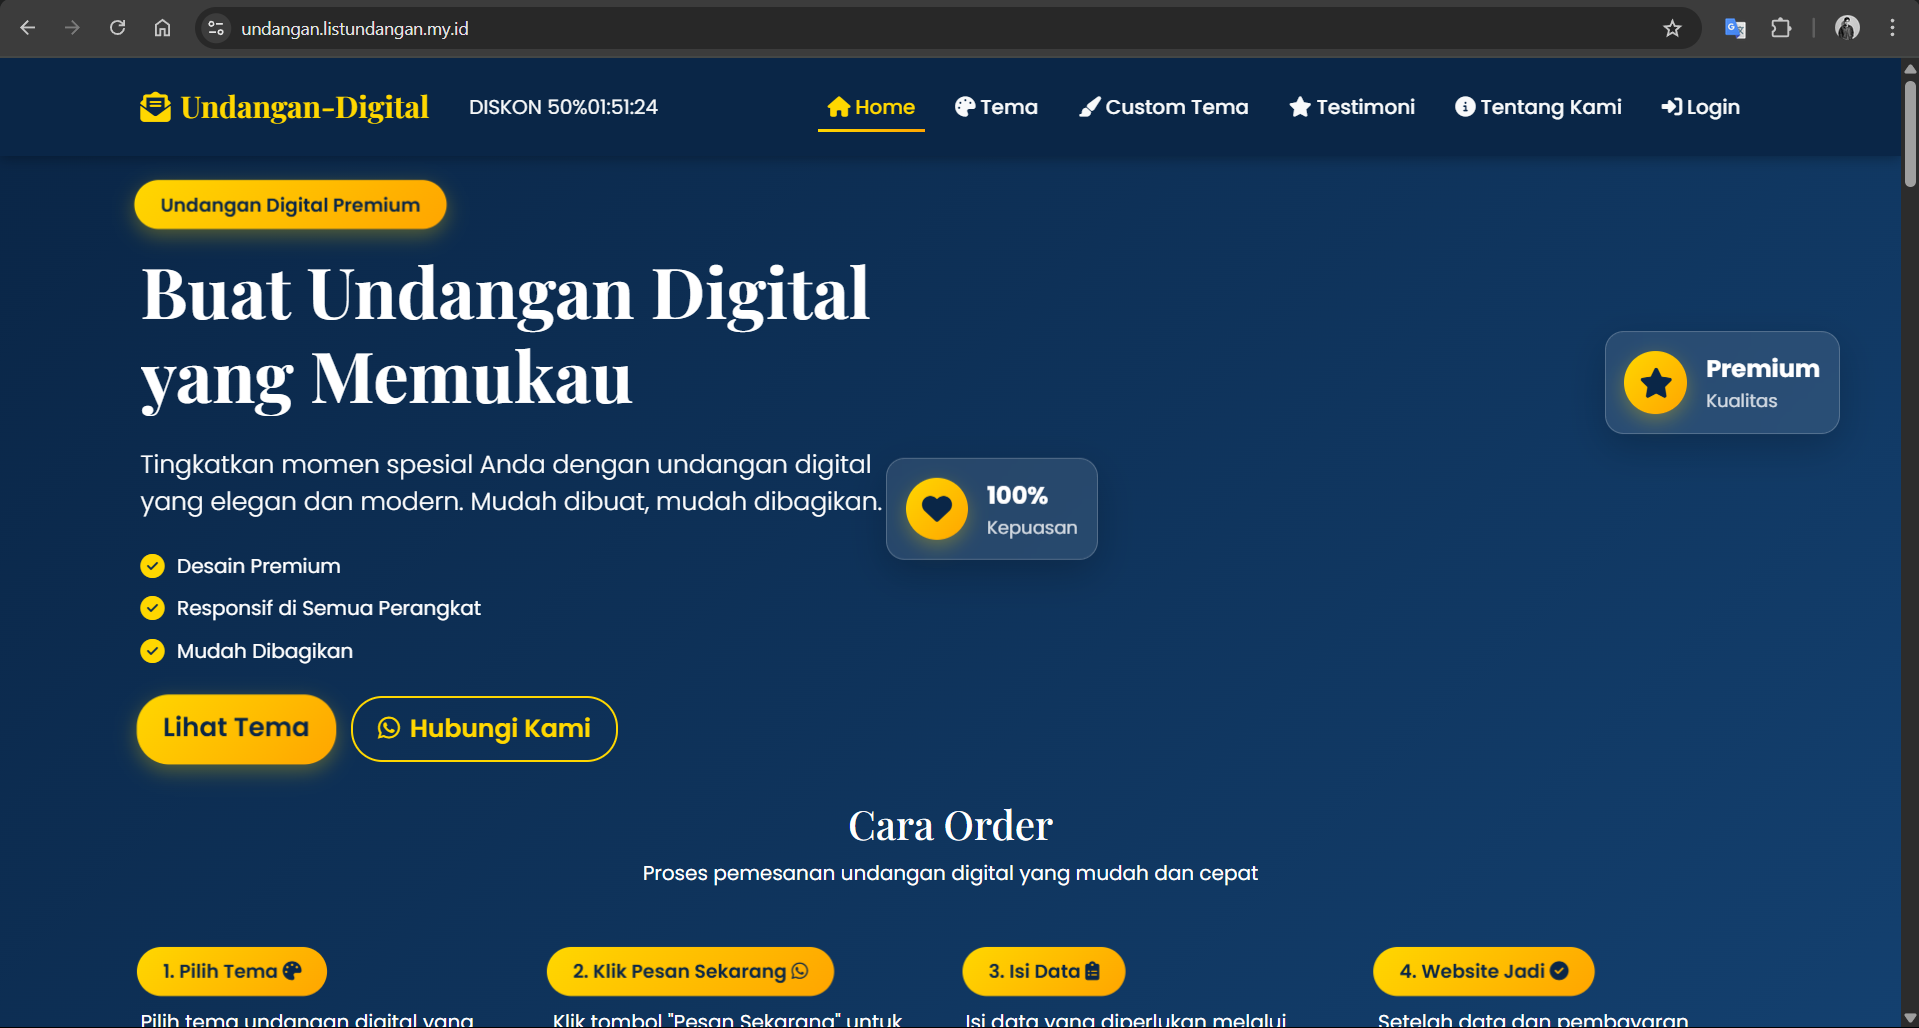 undangan.listundangan.my.id
Undangan-Digital
DISKON 50%01:51:24
Home
Tema
Custom Tema
Testimoni
Tentang Kami
Login
Undangan Digital Premium
Buat Undangan Digital
yang Memukau
Tingkatkan momen spesial Anda dengan undangan digital
yang elegan dan modern. Mudah dibuat, mudah dibagikan.
Desain Premium
Responsif di Semua Perangkat
Mudah Dibagikan
Lihat Tema
Hubungi Kami
Premium
Kualitas
100%
Kepuasan
Cara Order
Proses pemesanan undangan digital yang mudah dan cepat
1. Pilih Tema
Pilih tema undangan digital yang
2. Klik Pesan Sekarang
Klik tombol "Pesan Sekarang" untuk
3. Isi Data
Isi data yang diperlukan melalui
4. Website Jadi
Setelah data dan pembayaran